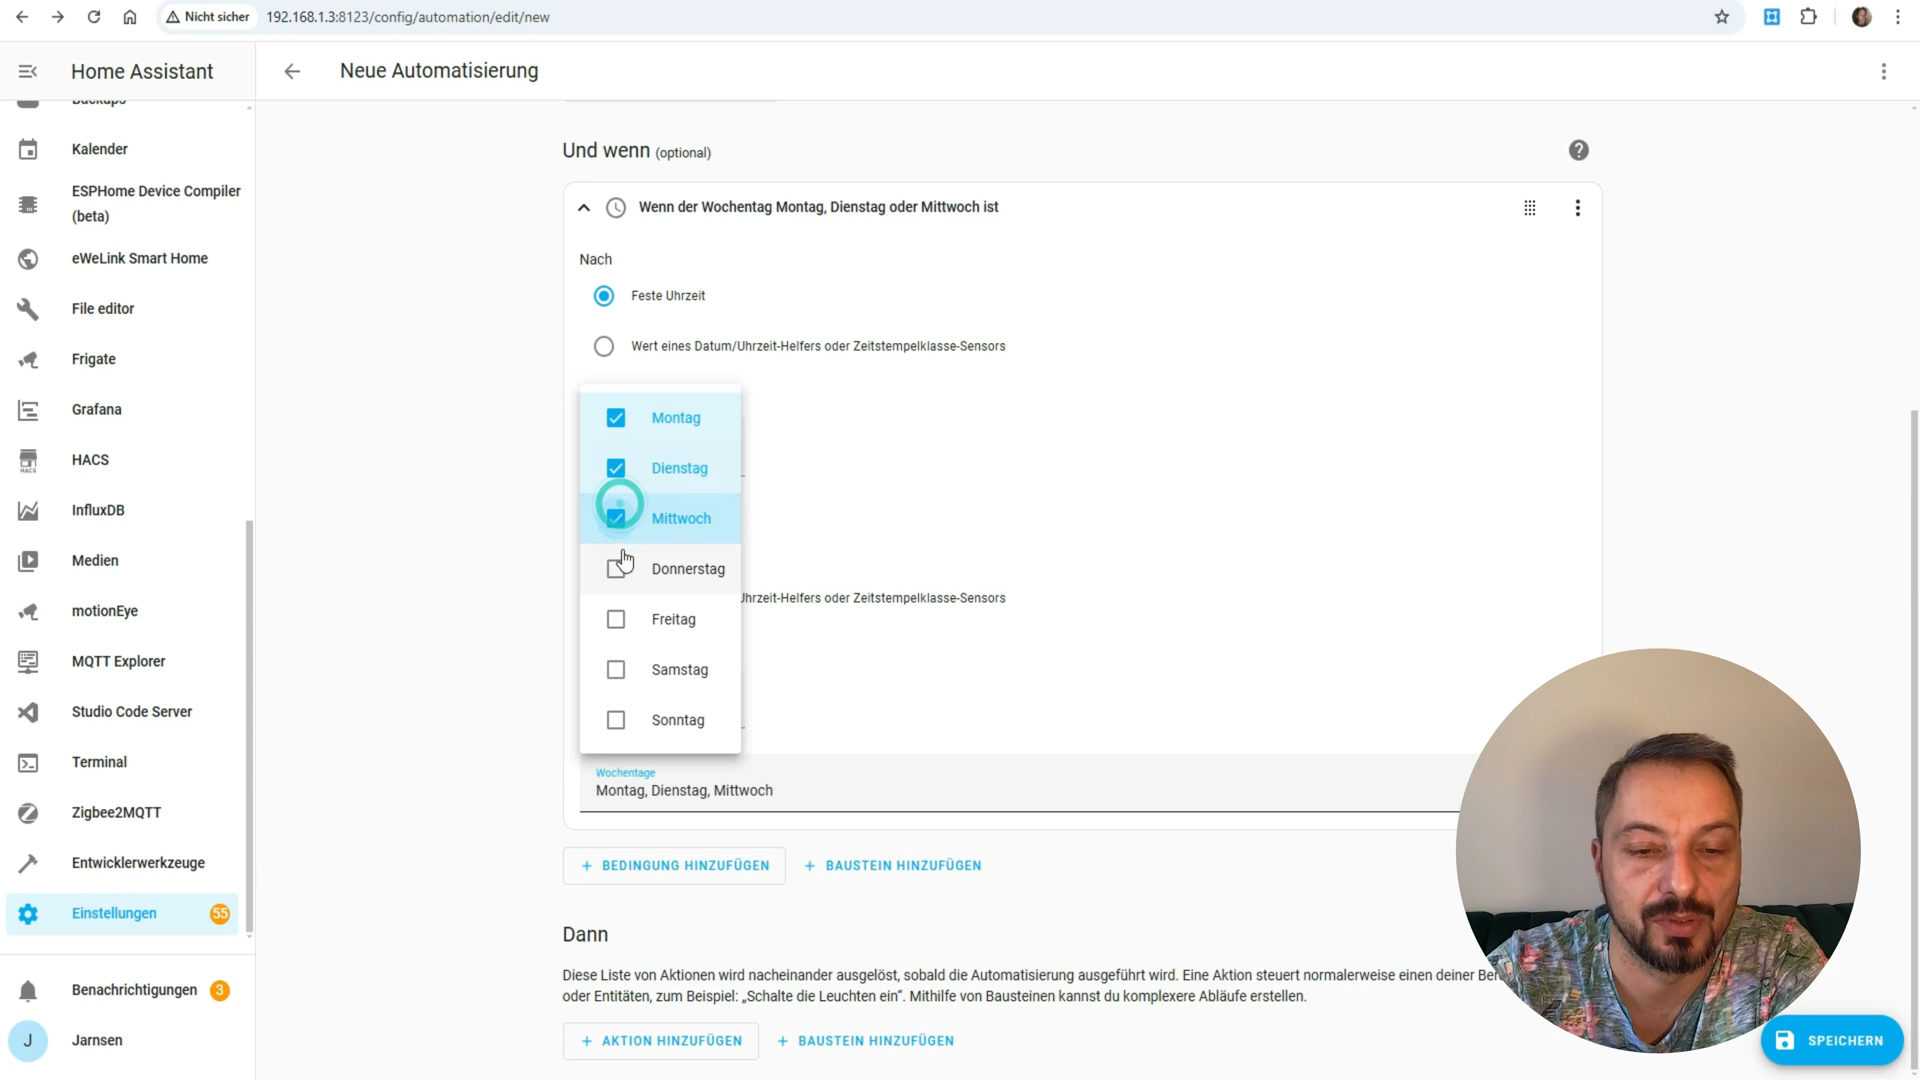 Nicht sicher
192.168.1.3:8123/config/automation/edit/new
Home Assistant
Neue Automatisierung
Backups
Kalender
ESPHome Device Compiler
(beta)
eWeLink Smart Home
File editor
Frigate
Grafana
HACS
InfluxDB
Medien
motionEye
MQTT Explorer
Studio Code Server
Terminal
Zigbee2MQTT
Entwicklerwerkzeuge
Einstellungen 55
Benachrichtigungen 3
J Jarnsen
Und wenn (optional)
Wenn der Wochentag Montag, Dienstag oder Mittwoch ist
Nach
Feste Uhrzeit
Wert eines Datum/Uhrzeit-Helfers oder Zeitstempelklasse-Sensors
Montag
Dienstag
Mittwoch
Donnerstag
Uhrzeit-Helfers oder Zeitstempelklasse-Sensors
Freitag
Samstag
Sonntag
Wochentage
Montag, Dienstag, Mittwoch
+ BEDINGUNG HINZUFÜGEN + BAUSTEIN HINZUFÜGEN
Dann
Diese Liste von Aktionen wird nacheinander ausgelöst, sobald die Automatisierung ausgeführt wird. Eine Aktion steuert normalerweise einen deiner Ber
oder Entitäten, zum Beispiel: „Schalte die Leuchten ein“. Mithilfe von Bausteinen kannst du komplexere Abläufe erstellen.
+ AKTION HINZUFÜGEN + BAUSTEIN HINZUFÜGEN
SPEICHERN